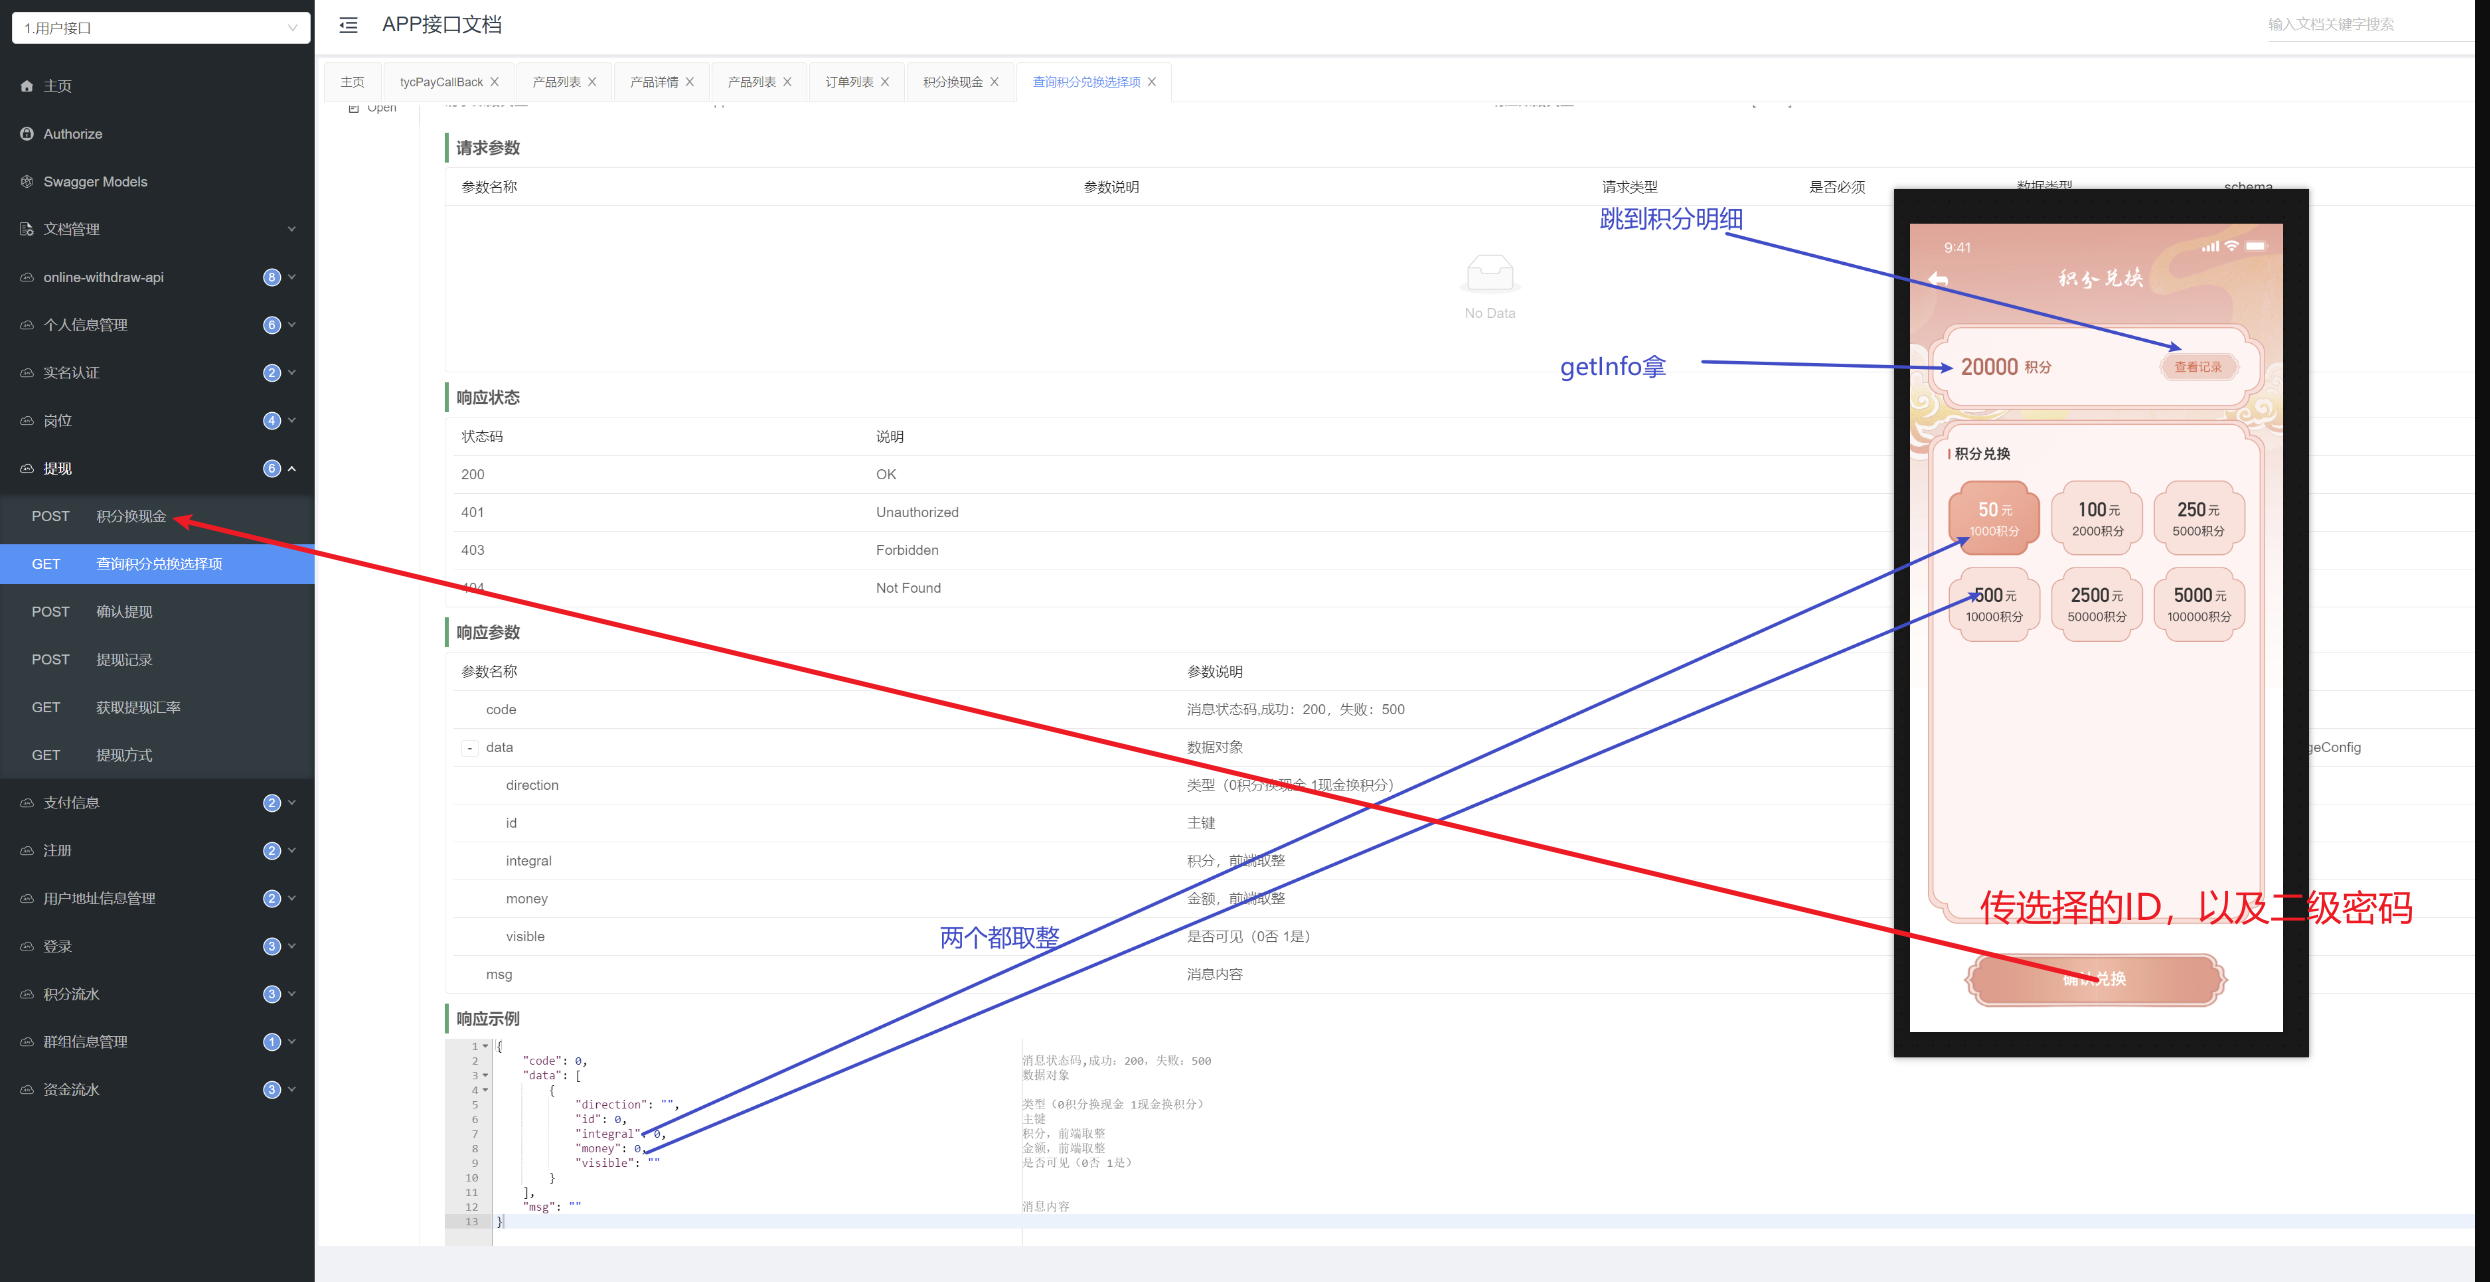 1.用户接口
主页
Authorize
Swagger Models
文档管理
online-withdraw-api 8
个人信息管理 6
实名认证 2
岗位 4
提现 6
POST 积分换现金
GET 查询积分兑换选择项
POST 确认提现
POST 提现记录
GET 获取提现汇率
GET 提现方式
支付信息 2
注册 2
用户地址信息管理 2
登录 3
积分流水 3
群组信息管理 1
资金流水 3
APP接口文档
输入文档关键字搜索
主页
tycPayCallBack
产品列表
产品详情
产品列表
订单列表
积分换现金
查询积分兑换选择项
Open
请求参数
参数名称 参数说明 请求类型 是否必须 数据类型 schema
No Data
响应状态
状态码 说明
200 OK
401 Unauthorized
403 Forbidden
404 Not Found
响应参数
参数名称 参数说明
code 消息状态码,成功：200，失败：500
- data 数据对象
geConfig
direction 类型（0积分换现金 1现金换积分）
id 主键
integral 积分，前端取整
money 金额，前端取整
visible 是否可见（0否 1是）
msg 消息内容
响应示例
1 {
2 "code": 0, 消息状态码,成功：200，失败：500
3 "data": [ 数据对象
4 {
5 "direction": "", 类型（0积分换现金 1现金换积分）
6 "id": 0, 主键
7 "integral": 0, 积分，前端取整
8 "money": 0, 金额，前端取整
9 "visible": "" 是否可见（0否 1是）
10 }
11 ],
12 "msg": "" 消息内容
13 }
跳到积分明细
getInfo拿
两个都取整
9:41
积分兑换
20000 积分
查看记录
积分兑换
50元 100元 250元
1000积分 2000积分 5000积分
500元 2500元 5000元
10000积分 50000积分 100000积分
传选择的ID，以及二级密码
确认兑换